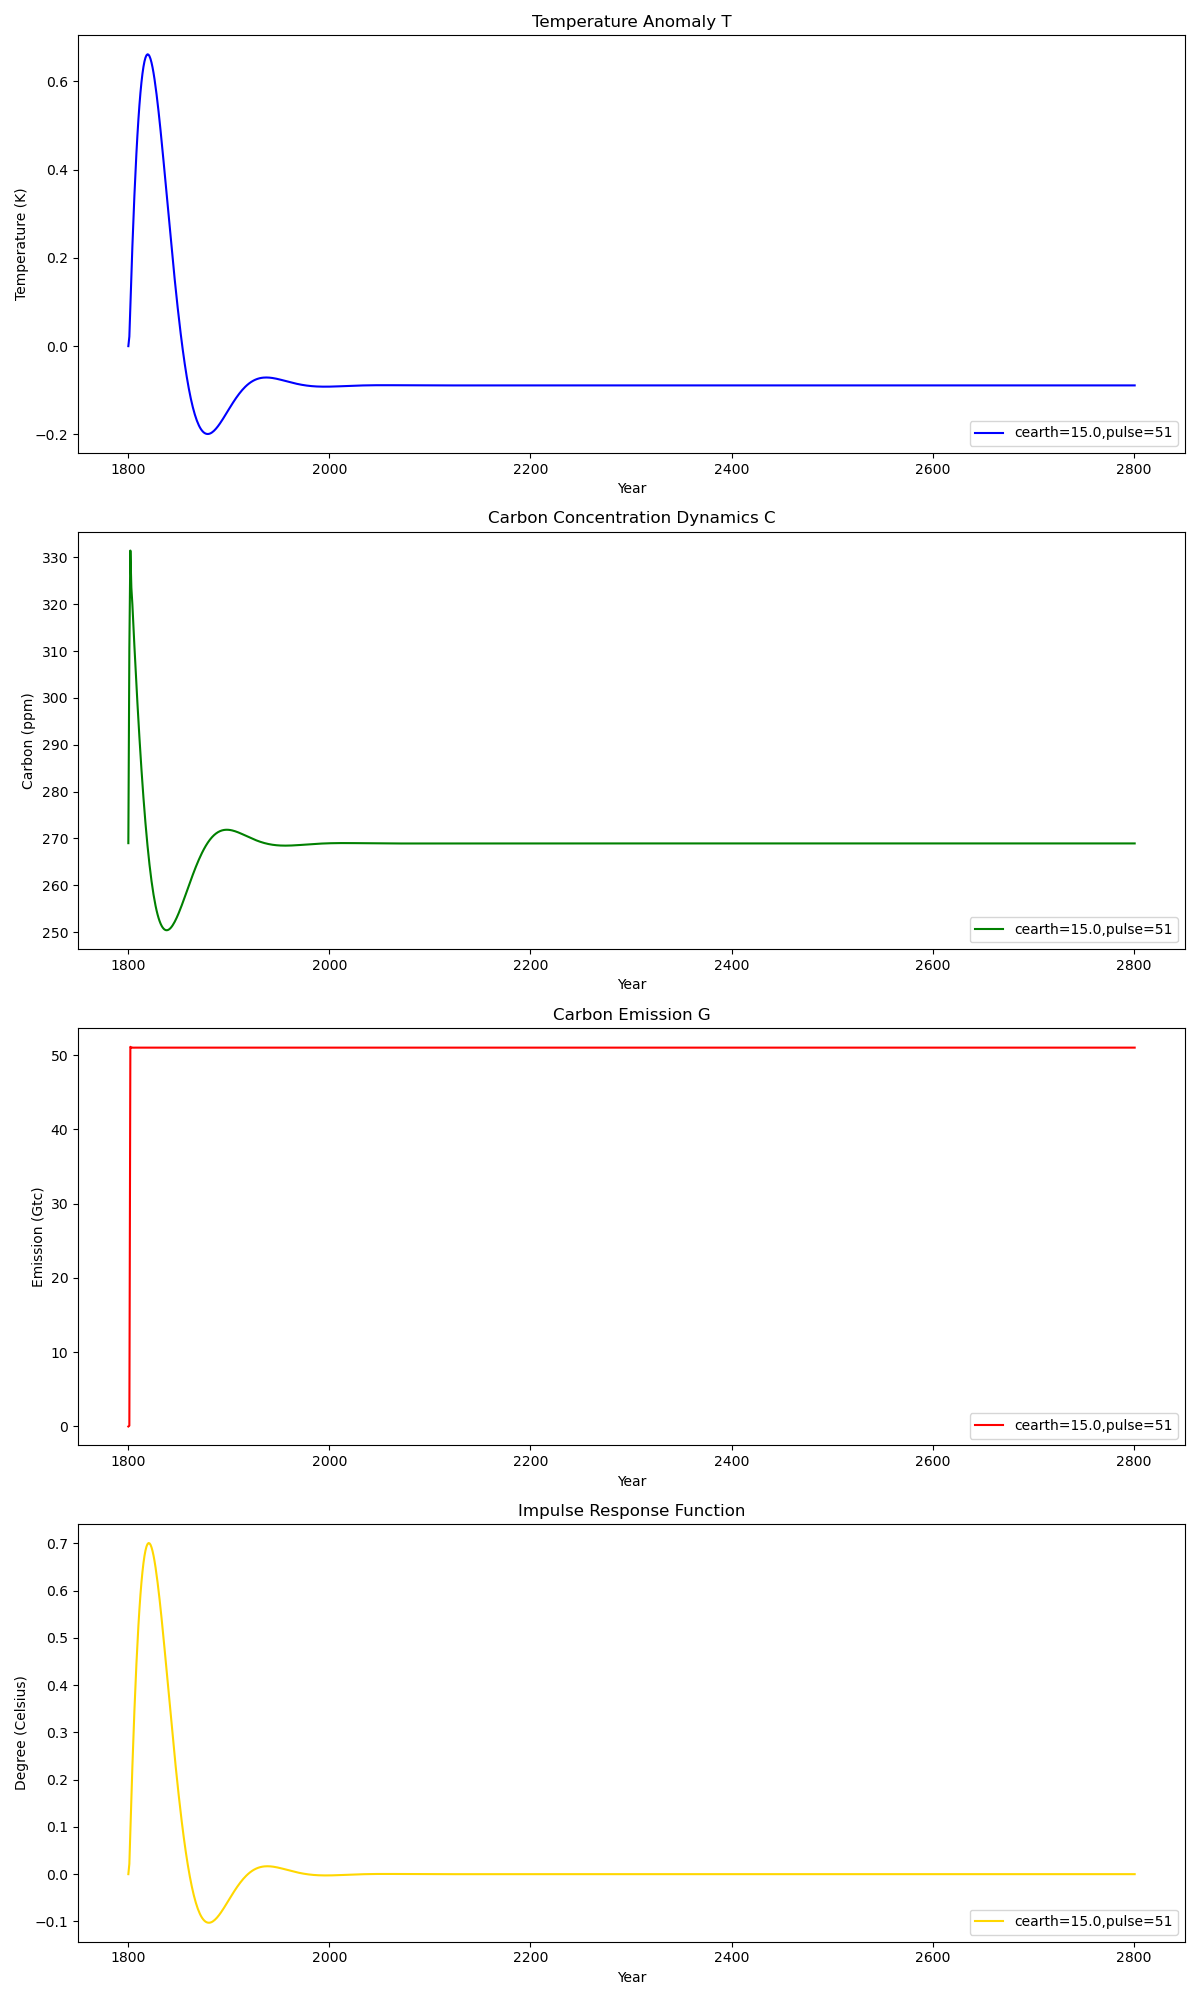 Temperature Anomaly T
Temperature (K)
0.6
0.4
0.2
0.0
−0.2
cearth=15.0,pulse=51
1800 2000 2200 2400 2600 2800
Year
Carbon Concentration Dynamics C
Carbon (ppm)
330
320
310
300
290
280
270
260
250
cearth=15.0,pulse=51
1800 2000 2200 2400 2600 2800
Year
Carbon Emission G
Emission (Gtc)
50
40
30
20
10
0
cearth=15.0,pulse=51
1800 2000 2200 2400 2600 2800
Year
Impulse Response Function
Degree (Celsius)
0.7
0.6
0.5
0.4
0.3
0.2
0.1
0.0
−0.1
cearth=15.0,pulse=51
1800 2000 2200 2400 2600 2800
Year